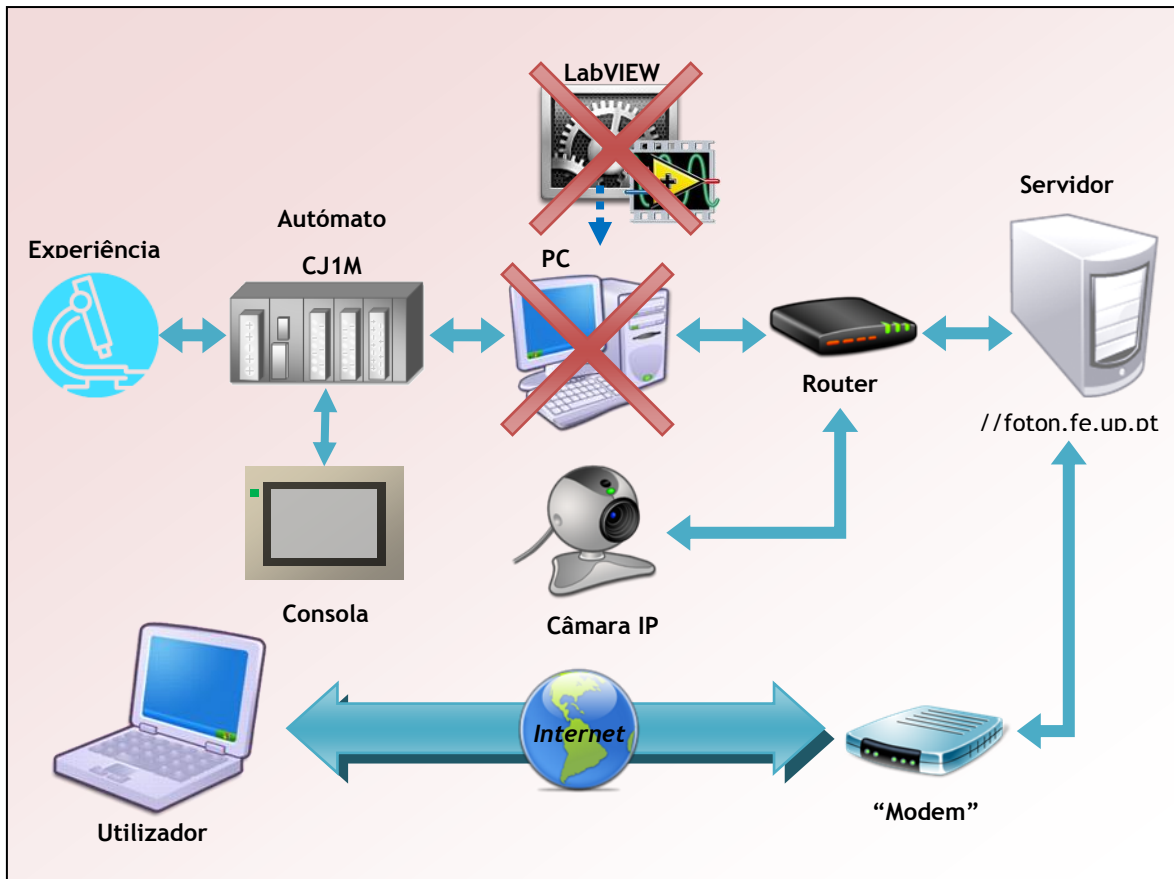 LabVIEW
Servidor
Autómato
CJ1M
Experiência
PC
Router
//foton.fe.up.pt
Consola
Câmara IP
Internet
Utilizador
“Modem”